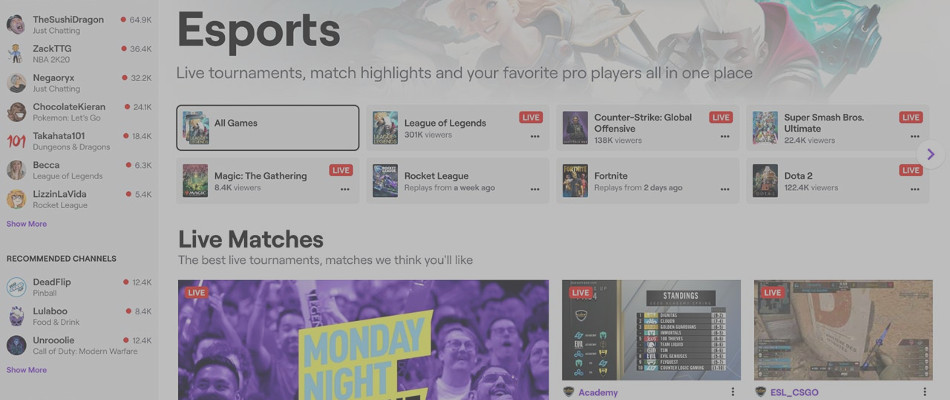 TheSushiDragon
64.9K
Just Chatting
ZackTTG
36.4K
NBA 2K20
Negaoryx
32.2K
Just Chatting
ChocolateKieran
24.1K
Pokemon: Let's Go
Takahata101
18.4K
Dungeons & Dragons
Becca
6.3K
League of Legends
LizzinLaVida
5.4K
Rocket League
Show More
RECOMMENDED CHANNELS
DeadFlip
12.4K
Pinball
Lulaboo
8.4K
Food & Drink
Unrooolie
12.4K
Call of Duty: Modern Warfare
Show More
Esports
Live tournaments, match highlights and your favorite pro players all in one place
All Games
League of Legends
LIVE
301K viewers
Counter-Strike: Global
Offensive
LIVE
138K viewers
Super Smash Bros.
Ultimate
LIVE
22.4K viewers
Magic: The Gathering
LIVE
8.4K viewers
Rocket League
Replays from a week ago
Fortnite
Replays from 2 days ago
Dota 2
LIVE
122.4K viewers
Live Matches
The best live tournaments, matches we think you'll like
LIVE
MONDAY
NIGHT
LIVE
STANDINGS
Academy
LIVE
ESL_CSGO